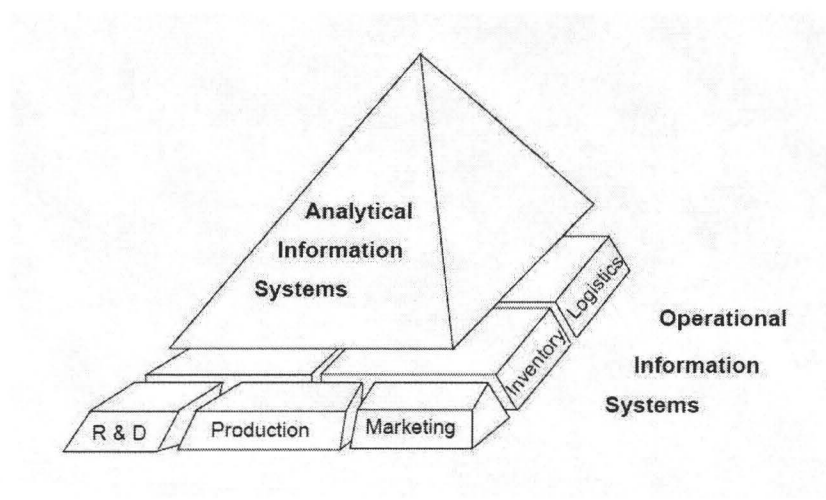 Analytical
Information
Systems
Logistics
Inventory
Operational
Information
Systems
R & D
Production
Marketing